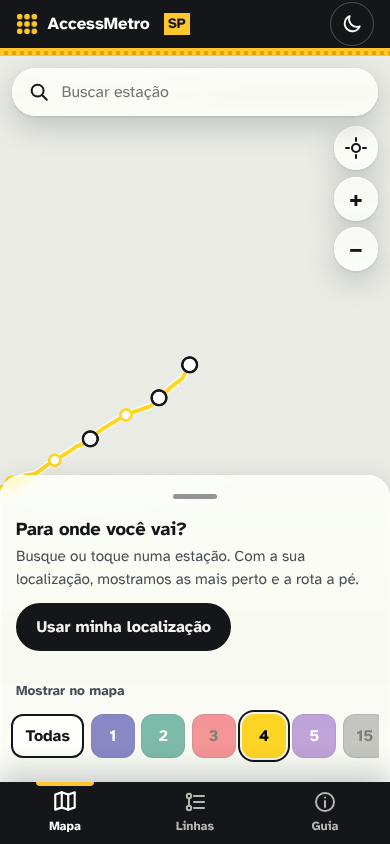 AccessMetro SP
Buscar estação
+
−
Para onde você vai?
Busque ou toque numa estação. Com a sua
localização, mostramos as mais perto e a rota a pé.
Usar minha localização
Mostrar no mapa
Todas 1 2 3 4 5 15
Mapa Linhas Guia